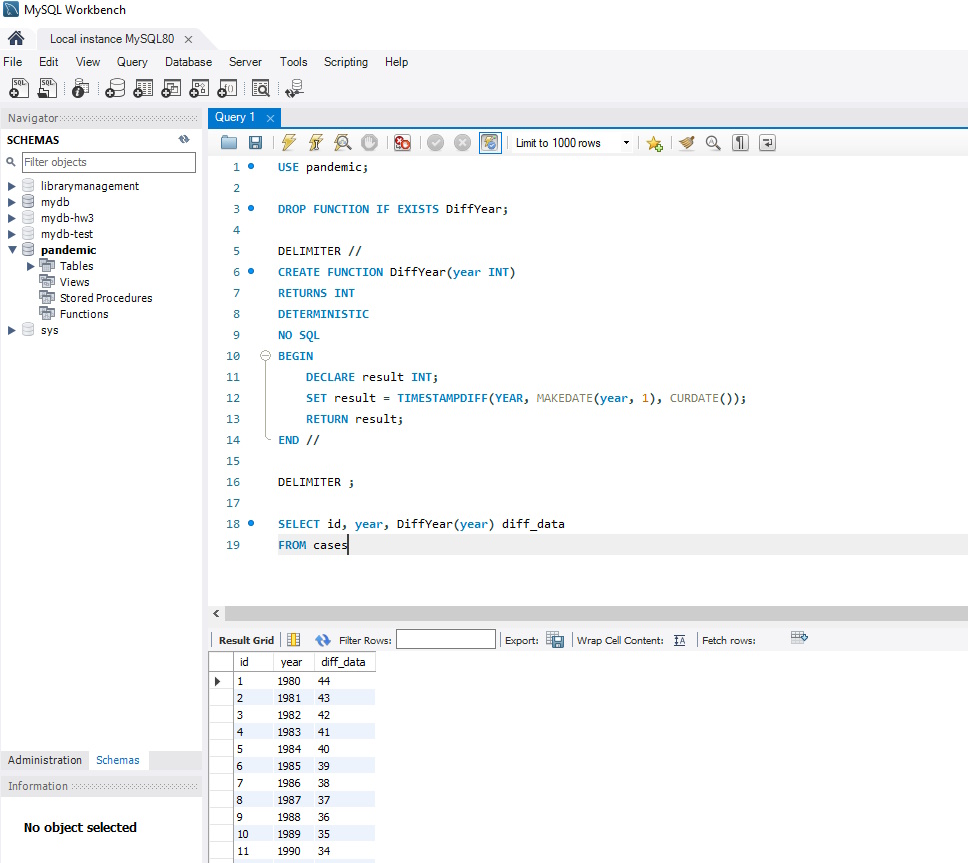 MySQL Workbench
Local instance MySQL80
File Edit View Query Database Server Tools Scripting Help
Navigator
SCHEMAS
Filter objects
librarymanagement
mydb
mydb-hw3
mydb-test
pandemic
Tables
Views
Stored Procedures
Functions
sys
Administration Schemas
Information
No object selected
Query 1
Limit to 1000 rows
1 USE pandemic;
2
3 DROP FUNCTION IF EXISTS DiffYear;
4
5 DELIMITER //
6 CREATE FUNCTION DiffYear(year INT)
7 RETURNS INT
8 DETERMINISTIC
9 NO SQL
10 BEGIN
11 DECLARE result INT;
12 SET result = TIMESTAMPDIFF(YEAR, MAKEDATE(year, 1), CURDATE());
13 RETURN result;
14 END //
15
16 DELIMITER ;
17
18 SELECT id, year, DiffYear(year) diff_data
19 FROM cases
Result Grid Filter Rows: Export: Wrap Cell Content: Fetch rows:
id year diff_data
1 1980 44
2 1981 43
3 1982 42
4 1983 41
5 1984 40
6 1985 39
7 1986 38
8 1987 37
9 1988 36
10 1989 35
11 1990 34